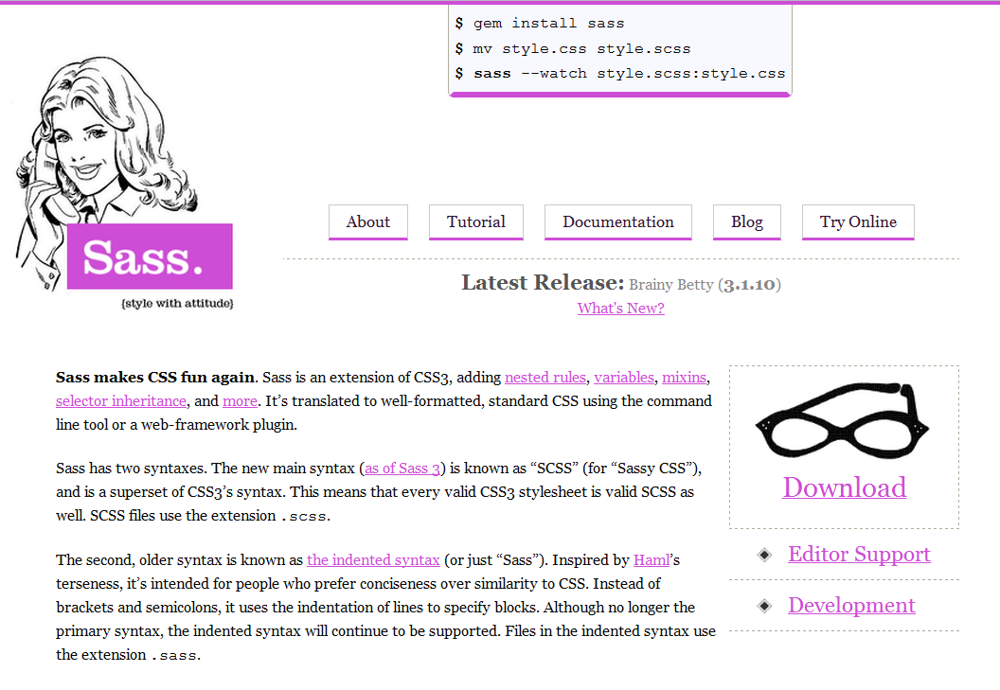 $ gem install sass
$ mv style.css style.scss
$ sass --watch style.scss:style.css
Sass.
{style with attitude}
About
Tutorial
Documentation
Blog
Try Online
Latest Release: Brainy Betty (3.1.10)
What's New?
Sass makes CSS fun again. Sass is an extension of CSS3, adding nested rules, variables, mixins,
selector inheritance, and more. It’s translated to well-formatted, standard CSS using the command
line tool or a web-framework plugin.
Sass has two syntaxes. The new main syntax (as of Sass 3) is known as “SCSS” (for “Sassy CSS”),
and is a superset of CSS3’s syntax. This means that every valid CSS3 stylesheet is valid SCSS as
well. SCSS files use the extension .scss.
The second, older syntax is known as the indented syntax (or just “Sass”). Inspired by Haml’s
terseness, it’s intended for people who prefer conciseness over similarity to CSS. Instead of
brackets and semicolons, it uses the indentation of lines to specify blocks. Although no longer the
primary syntax, the indented syntax will continue to be supported. Files in the indented syntax use
the extension .sass.
Download
Editor Support
Development